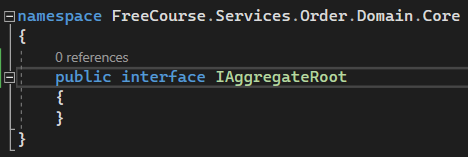 namespace FreeCourse.Services.Order.Domain.Core
{
0 references
public interface IAggregateRoot
{
}
}